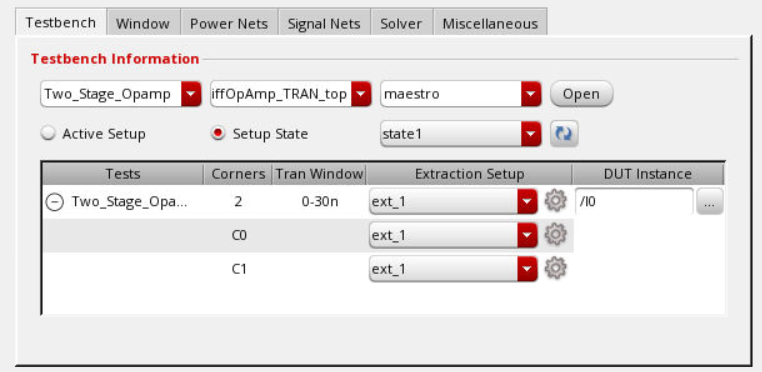 Testbench Window Power Nets Signal Nets Solver Miscellaneous
Testbench Information
Two_Stage_Opamp iffOpAmp_TRAN_top maestro Open
Active Setup Setup State state1
Tests Corners Tran Window Extraction Setup DUT Instance
Two_Stage_Opa... 2 0-30n ext_1 /I0 ...
C0 ext_1
C1 ext_1